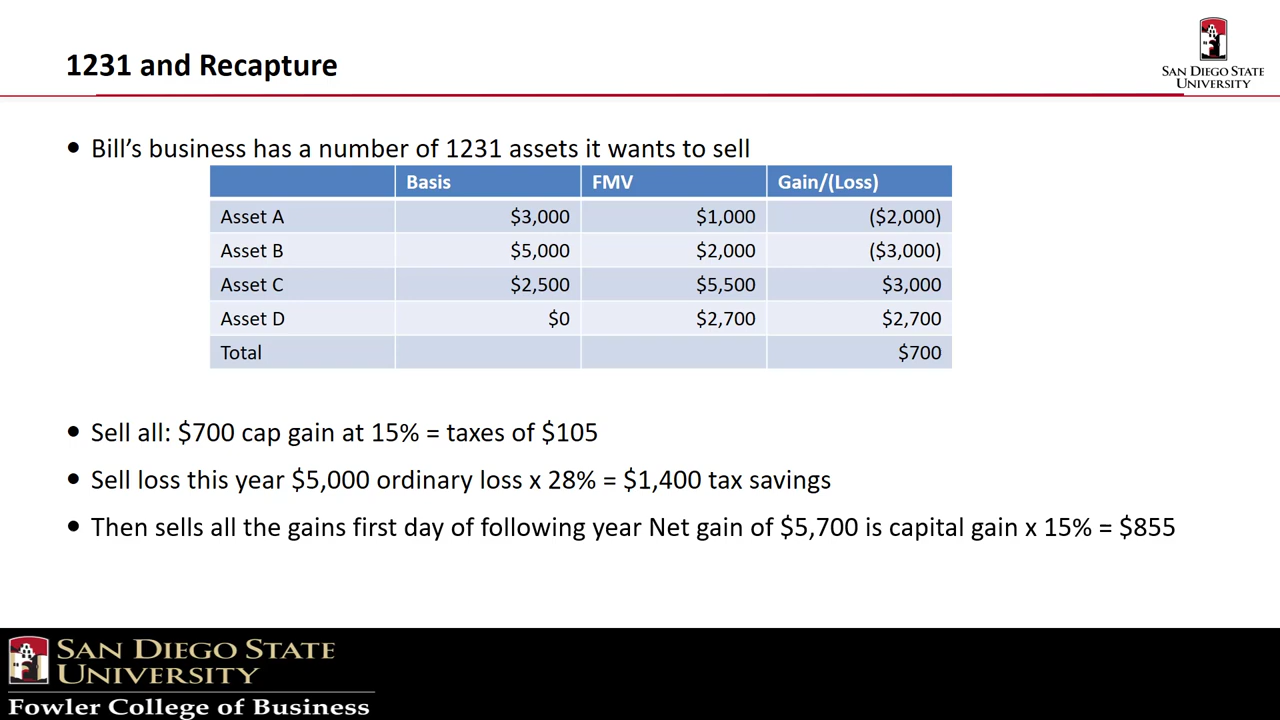 1231 and Recapture
SAN DIEGO STATE
UNIVERSITY
• Bill’s business has a number of 1231 assets it wants to sell
Basis FMV Gain/(Loss)
Asset A $3,000 $1,000 ($2,000)
Asset B $5,000 $2,000 ($3,000)
Asset C $2,500 $5,500 $3,000
Asset D $0 $2,700 $2,700
Total $700
• Sell all: $700 cap gain at 15% = taxes of $105
• Sell loss this year $5,000 ordinary loss x 28% = $1,400 tax savings
• Then sells all the gains first day of following year Net gain of $5,700 is capital gain x 15% = $855
SAN DIEGO STATE
UNIVERSITY
Fowler College of Business